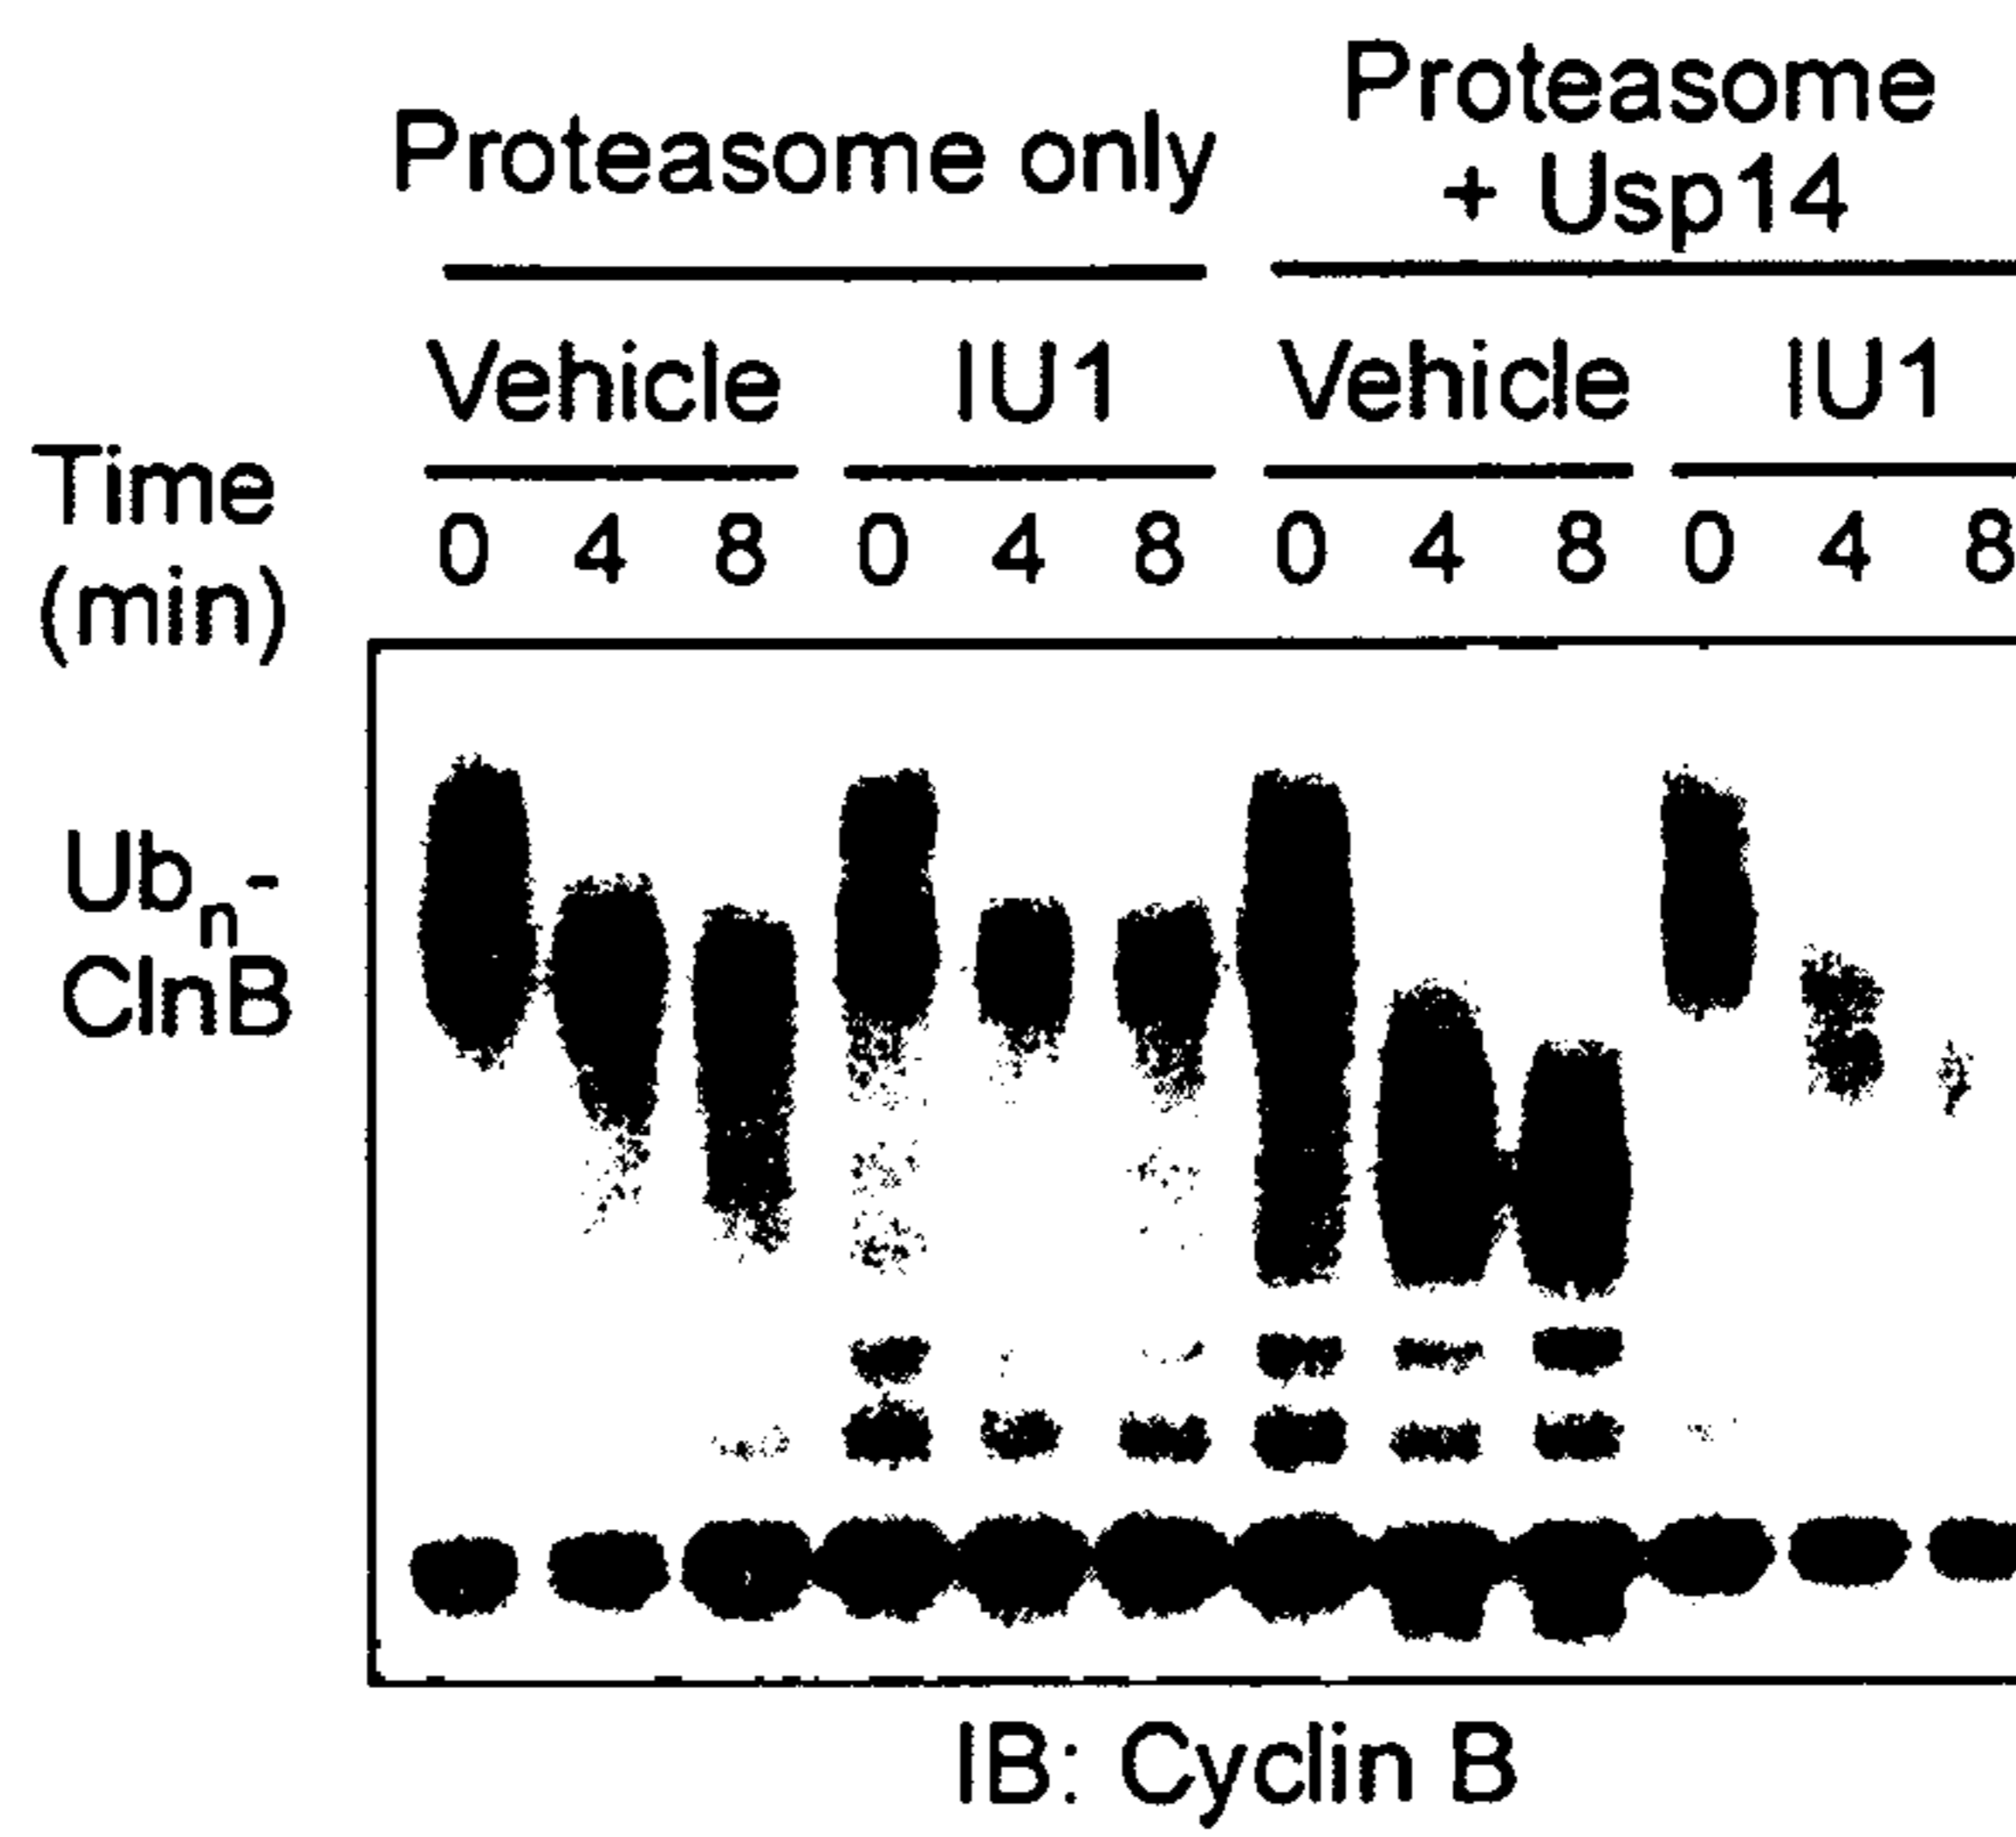 Proteasome only
Proteasome
+ Usp14
Vehicle IU1 Vehicle IU1
Time
(min)
0 4 8 0 4 8 0 4 8 0 4 8
Ubn-
ClnB
IB: Cyclin B